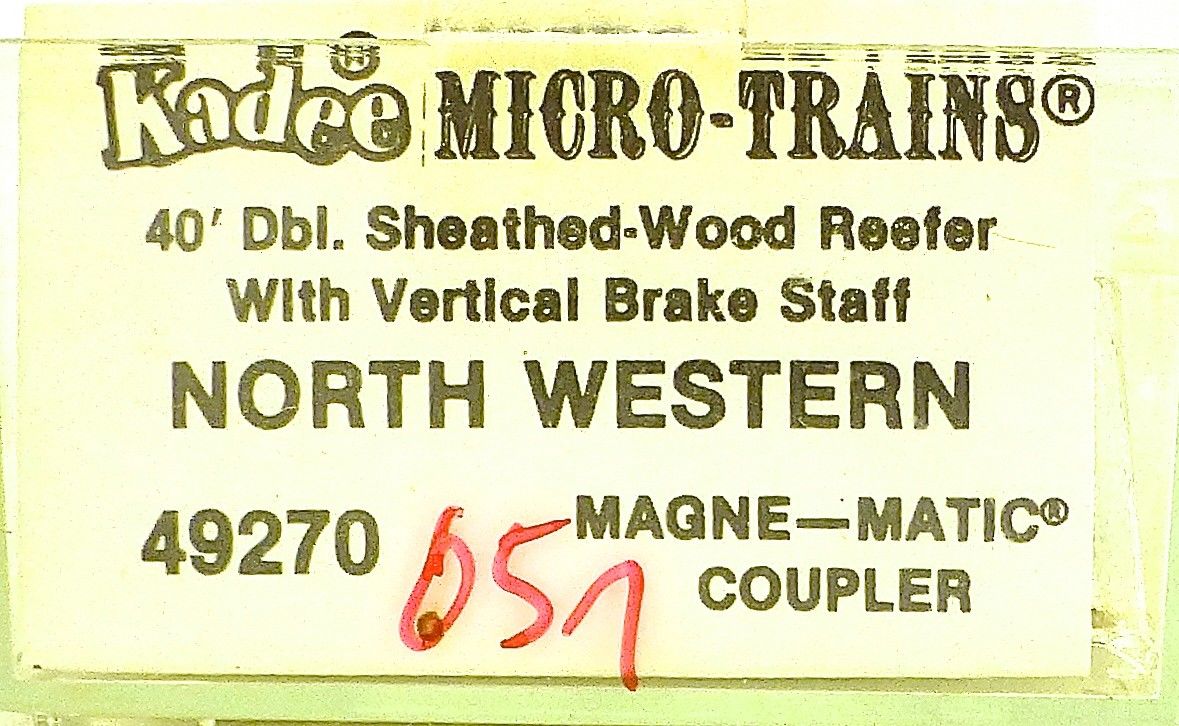 Kadee® MICRO-TRAINS®
40' Dbl. Sheathed-Wood Reefer
With Vertical Brake Staff
NORTH WESTERN
49270 051 MAGNE—MATIC®
COUPLER